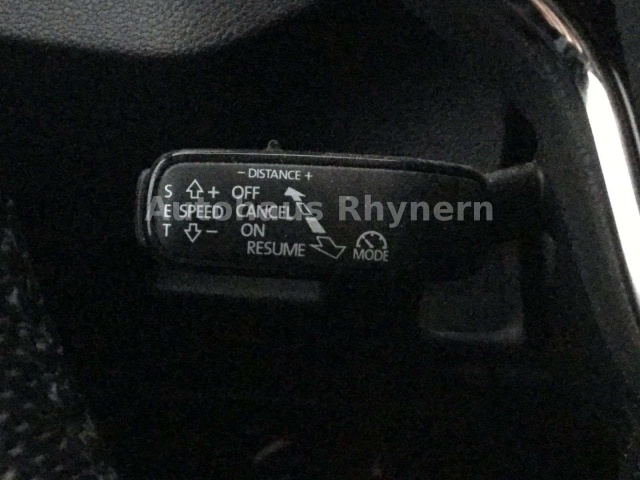 - DISTANCE +
S + OFF
E SPEED CANCEL
T - ON
RESUME
MODE
Autohaus Rhynern